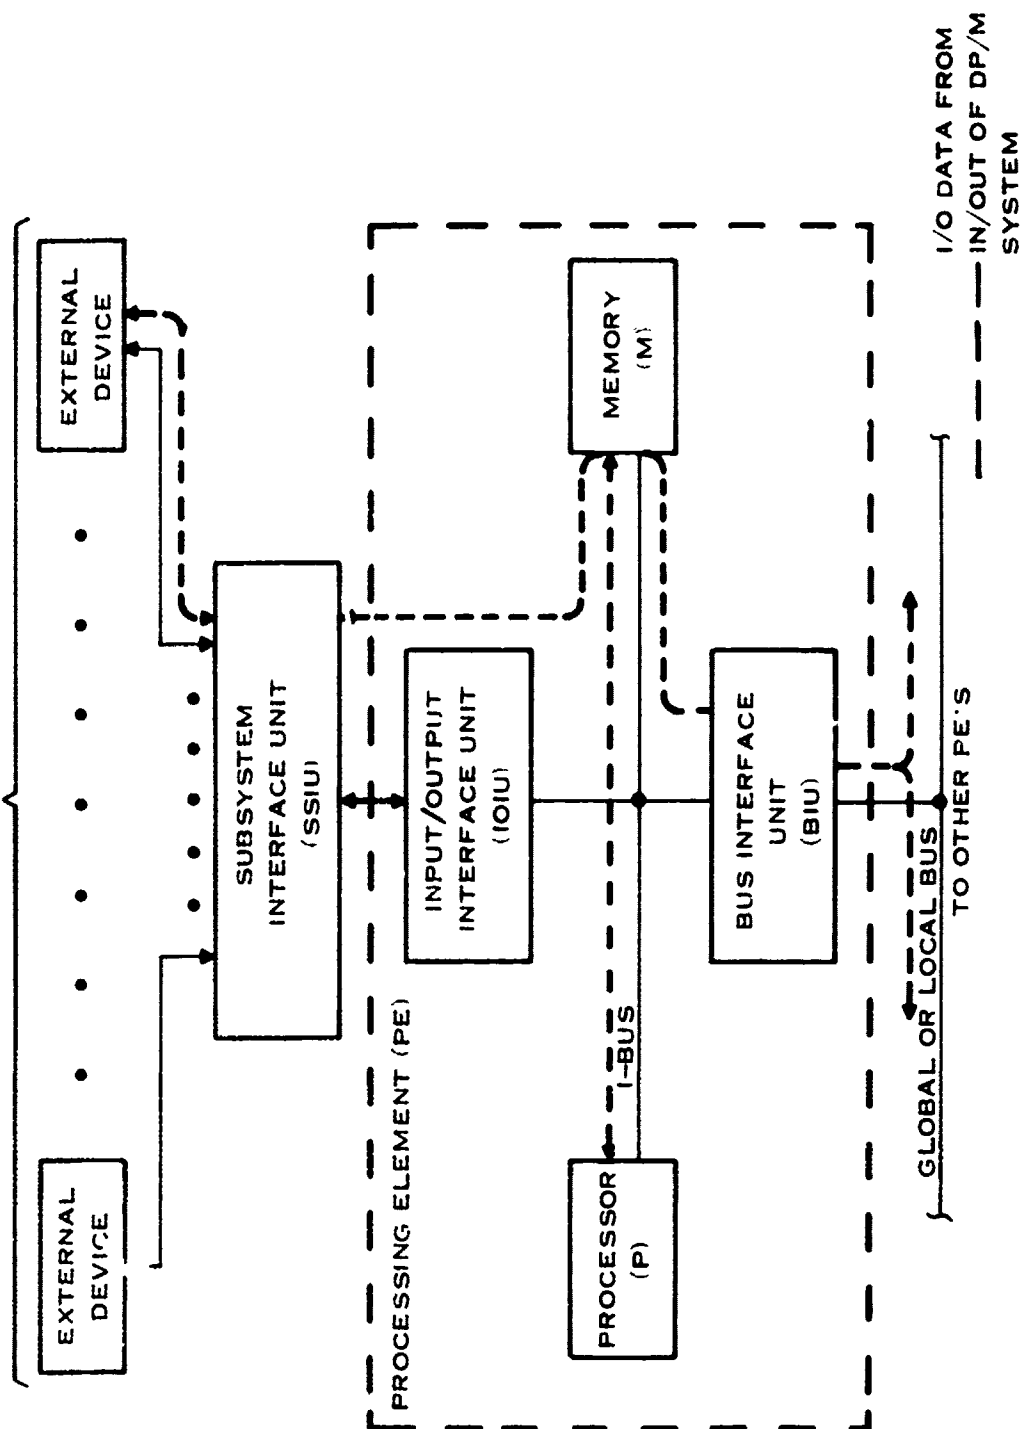 EXTERNAL
DEVICE
EXTERNAL
DEVICE
SUBSYSTEM
INTERFACE UNIT
(SSIU)
PROCESSING ELEMENT (PE)
INPUT/OUTPUT
INTERFACE UNIT
(IOIU)
PROCESSOR
(P)
I-BUS
MEMORY
(M)
BUS INTERFACE
UNIT
(BIU)
GLOBAL OR LOCAL BUS
TO OTHER PE'S
I/O DATA FROM
IN/OUT OF DP/M
SYSTEM